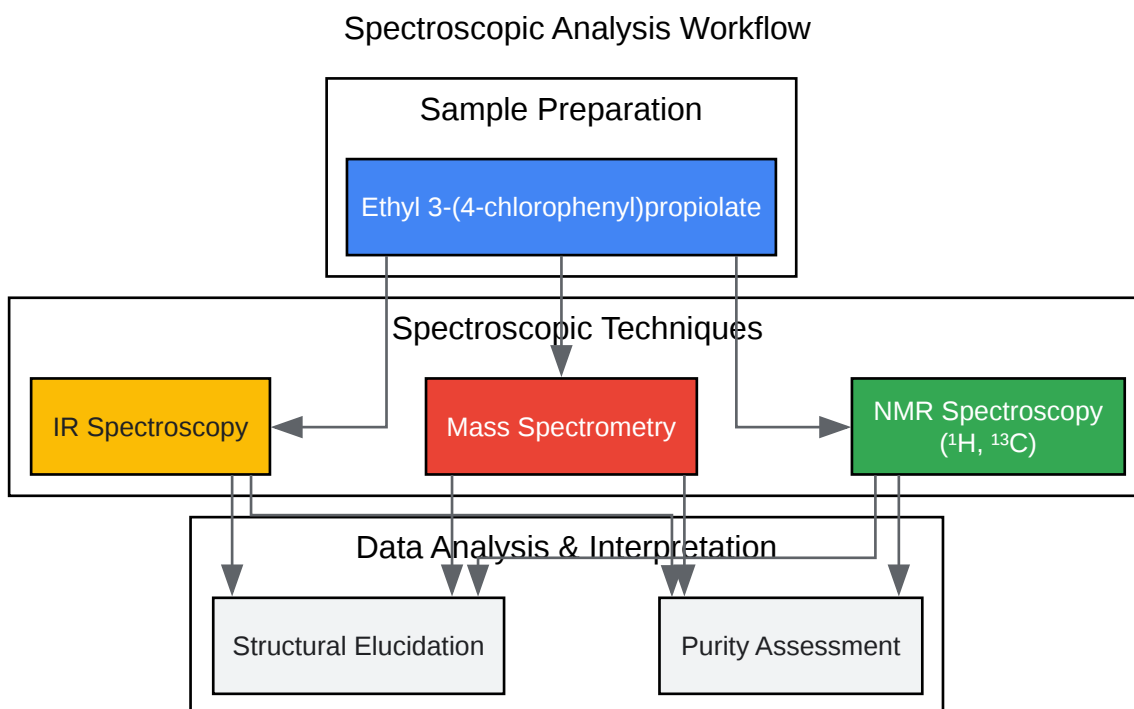 Spectroscopic Analysis Workflow
Sample Preparation
Ethyl 3-(4-chlorophenyl)propiolate
Spectroscopic Techniques
IR Spectroscopy
Mass Spectrometry
NMR Spectroscopy
(¹H, ¹³C)
Data Analysis & Interpretation
Structural Elucidation
Purity Assessment